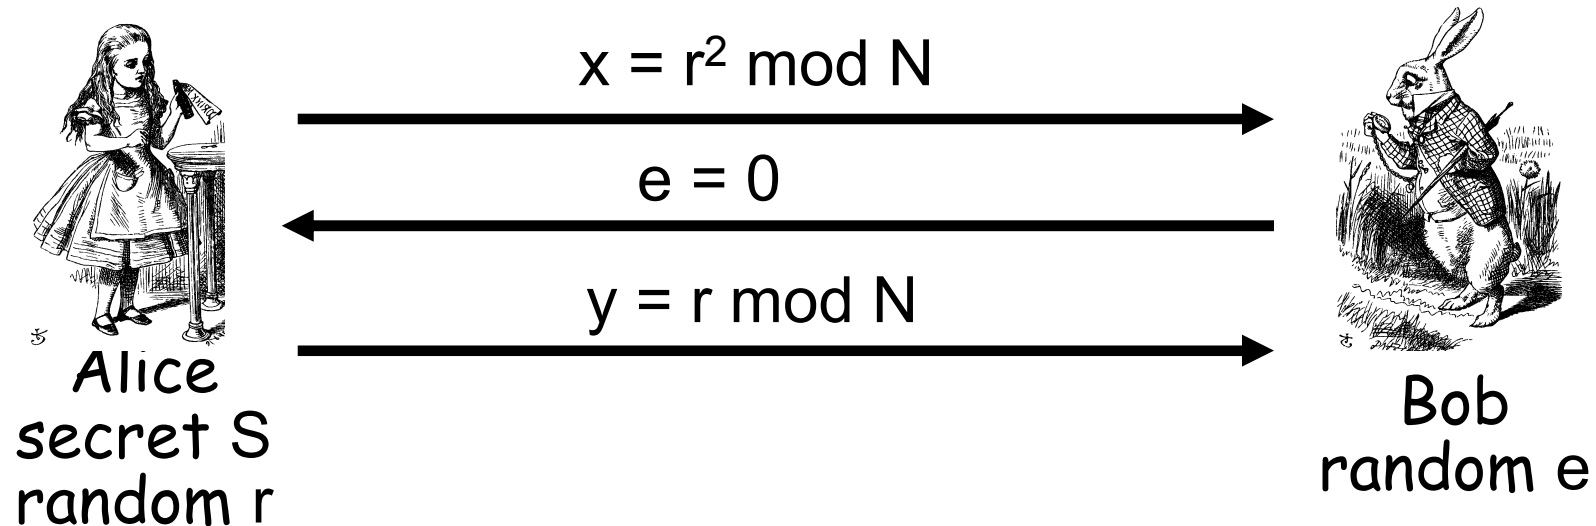 x = r² mod N
e = 0
y = r mod N
Alice
secret S
random r
Bob
random e